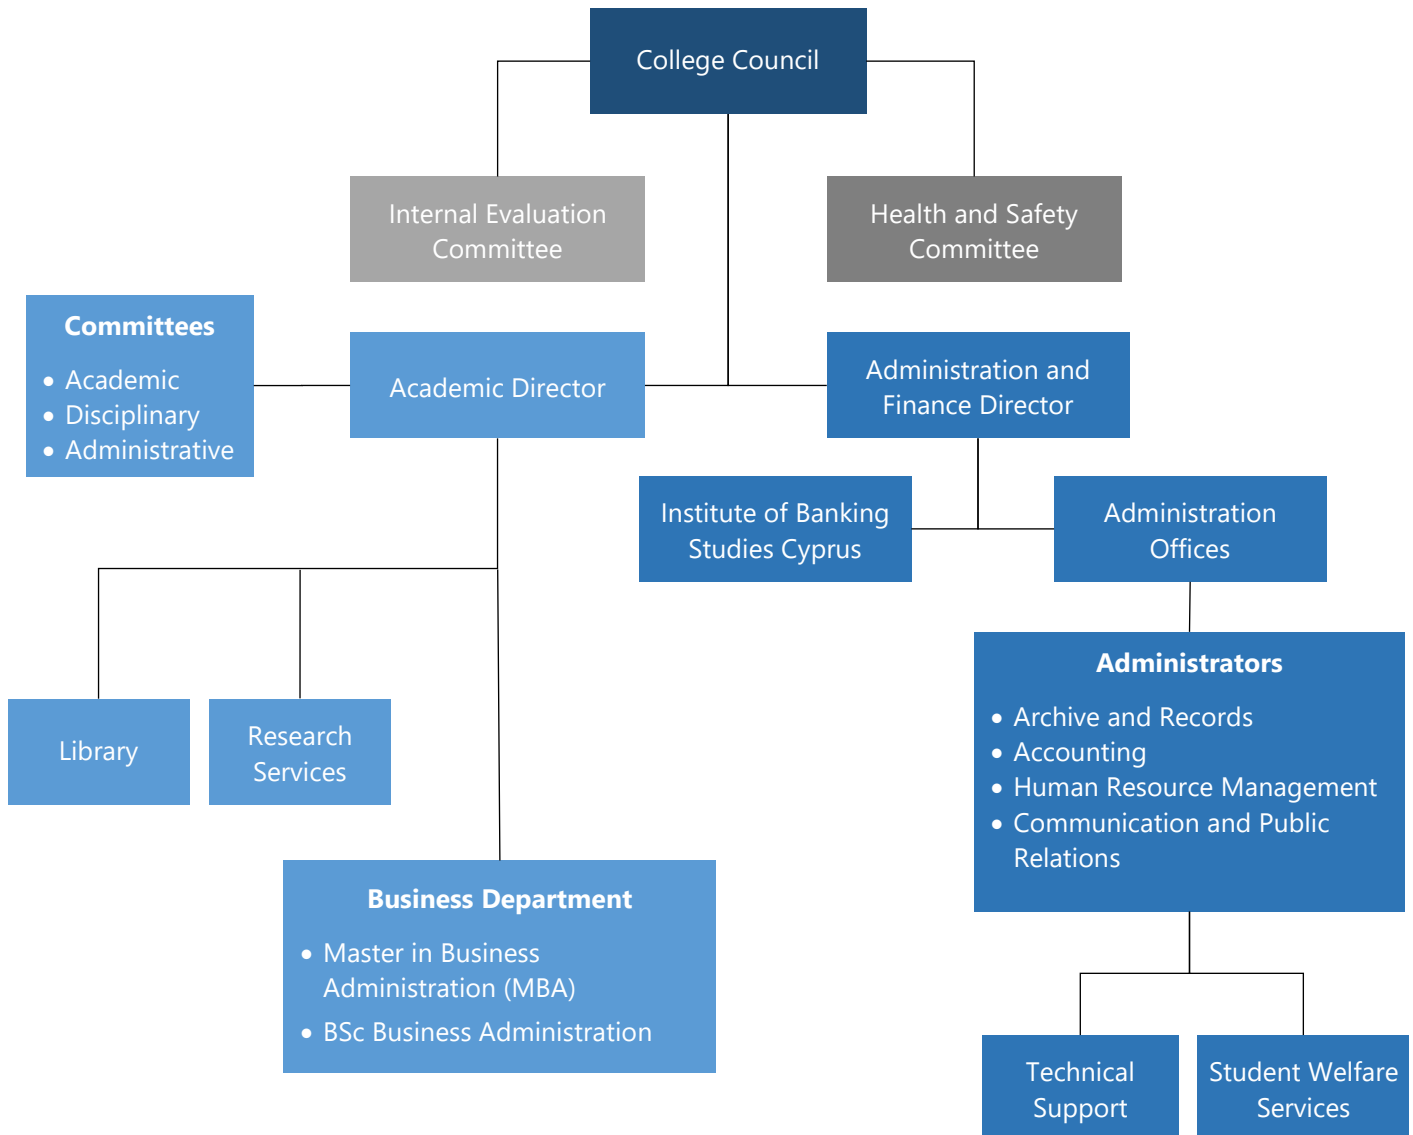 College Council
Internal Evaluation
Committee
Health and Safety
Committee
Committees
• Academic
• Disciplinary
• Administrative
Academic Director
Administration and
Finance Director
Institute of Banking
Studies Cyprus
Administration
Offices
Library
Research
Services
Administrators
• Archive and Records
• Accounting
• Human Resource Management
• Communication and Public
Relations
Business Department
• Master in Business
Administration (MBA)
• BSc Business Administration
Technical
Support
Student Welfare
Services